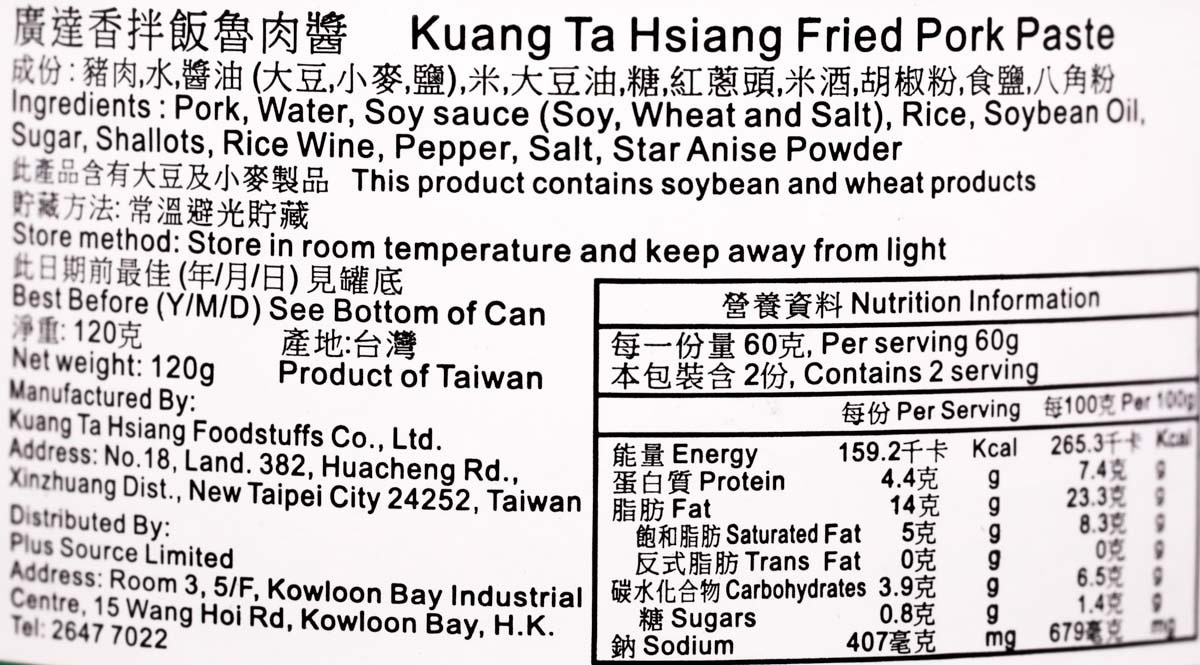 廣達香拌飯魯肉醬 Kuang Ta Hsiang Fried Pork Paste
成份:豬肉,水,醬油 (大豆,小麥,鹽),米,大豆油,糖,紅蔥頭,米酒,胡椒粉,食鹽,八角粉
Ingredients : Pork, Water, Soy sauce (Soy, Wheat and Salt), Rice, Soybean Oil,
Sugar, Shallots, Rice Wine, Pepper, Salt, Star Anise Powder
此產品含有大豆及小麥製品 This product contains soybean and wheat products
貯藏方法: 常溫避光貯藏
Store method: Store in room temperature and keep away from light
此日期前最佳 (年/月/日) 見罐底
Best Before (Y/M/D) See Bottom of Can
淨重: 120克 產地:台灣
Net weight: 120g Product of Taiwan
Manufactured By:
Kuang Ta Hsiang Foodstuffs Co., Ltd.
Address: No.18, Land. 382, Huacheng Rd.,
Xinzhuang Dist., New Taipei City 24252, Taiwan
Distributed By:
Plus Source Limited
Address: Room 3, 5/F, Kowloon Bay Industrial
Centre, 15 Wang Hoi Rd, Kowloon Bay, H.K.
Tel: 2647 7022
營養資料 Nutrition Information
每一份量 60克, Per serving 60g
本包裝含 2份, Contains 2 serving
每份 Per Serving 每100克 Per 100g
能量 Energy 159.2千卡 Kcal 265.3千卡 Kcal
蛋白質 Protein 4.4克 g 7.4克 g
脂肪 Fat 14克 g 23.3克 g
飽和脂肪 Saturated Fat 5克 g 8.3克 g
反式脂肪 Trans Fat 0克 g 0克 g
碳水化合物 Carbohydrates 3.9克 g 6.5克 g
糖 Sugars 0.8克 g 1.4克 g
鈉 Sodium 407毫克 mg 679毫克 mg